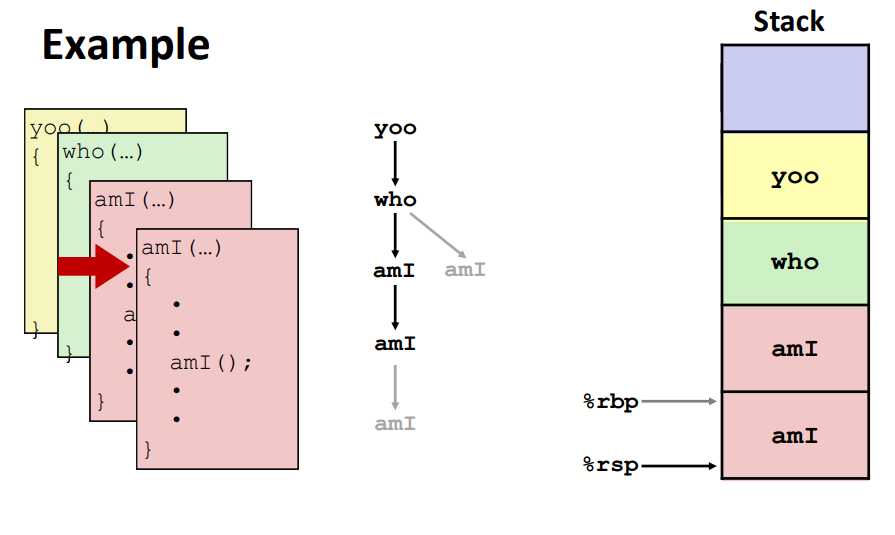 Example
Stack
yoo(…)
{
}
who(…)
{
}
amI(…)
{
•
•
a
•
•
}
amI(…)
{
•
•
amI();
•
•
}
yoo
who
amI
amI
amI
amI
yoo
who
amI
amI
%rbp
%rsp